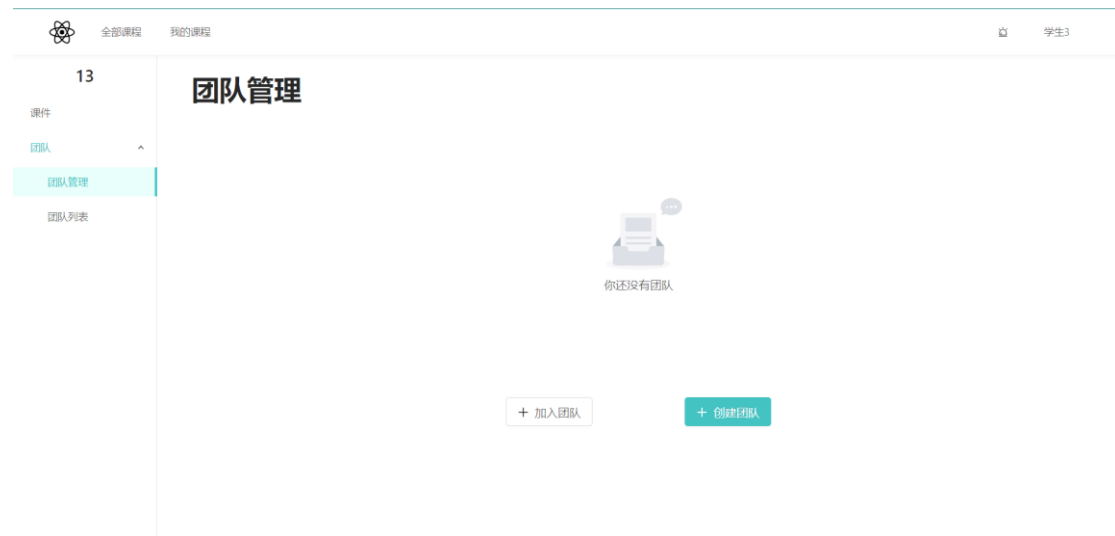 全部课程 我的课程 学生3
13
课件
团队
团队管理
团队列表
团队管理
你还没有团队
+ 加入团队 + 创建团队